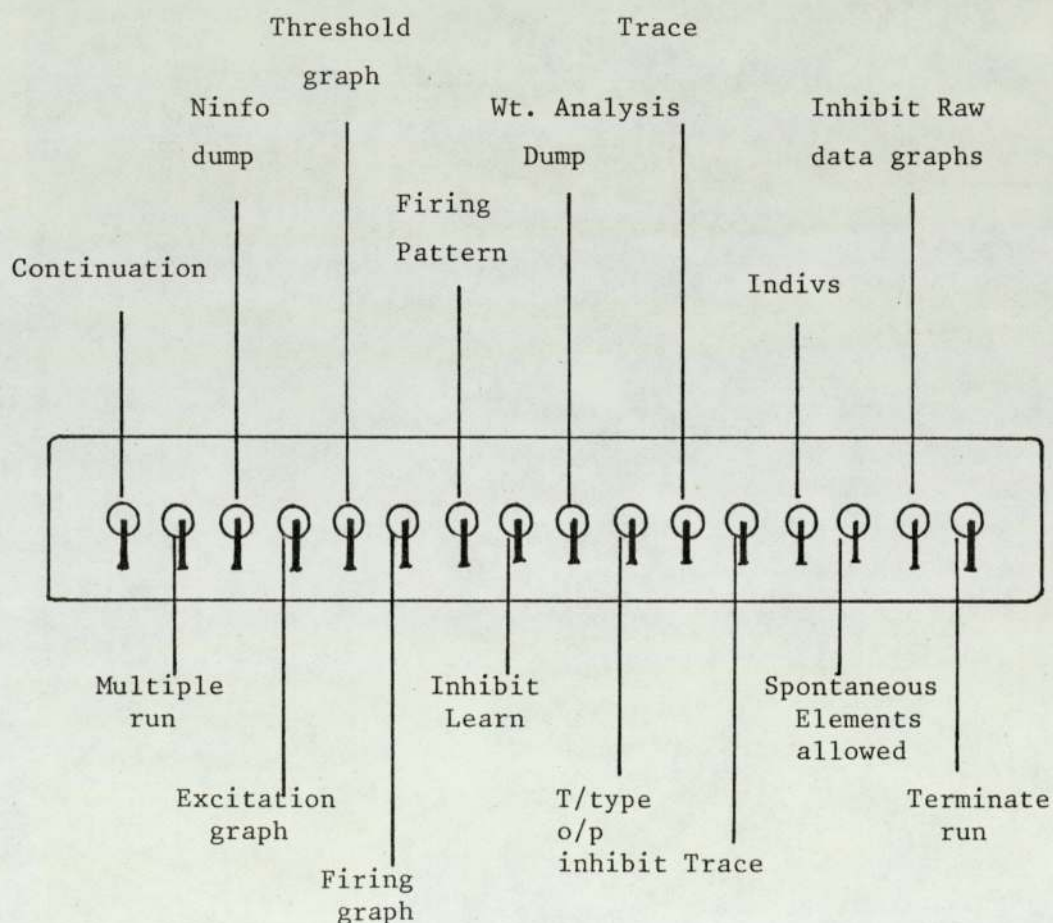 Threshold
graph
Trace
Ninfo
dump
Wt. Analysis
Dump
Inhibit Raw
data graphs
Firing
Pattern
Continuation
Indivs
Multiple
run
Inhibit
Learn
Spontaneous
Elements
allowed
Excitation
graph
T/type
o/p
inhibit Trace
Terminate
run
Firing
graph